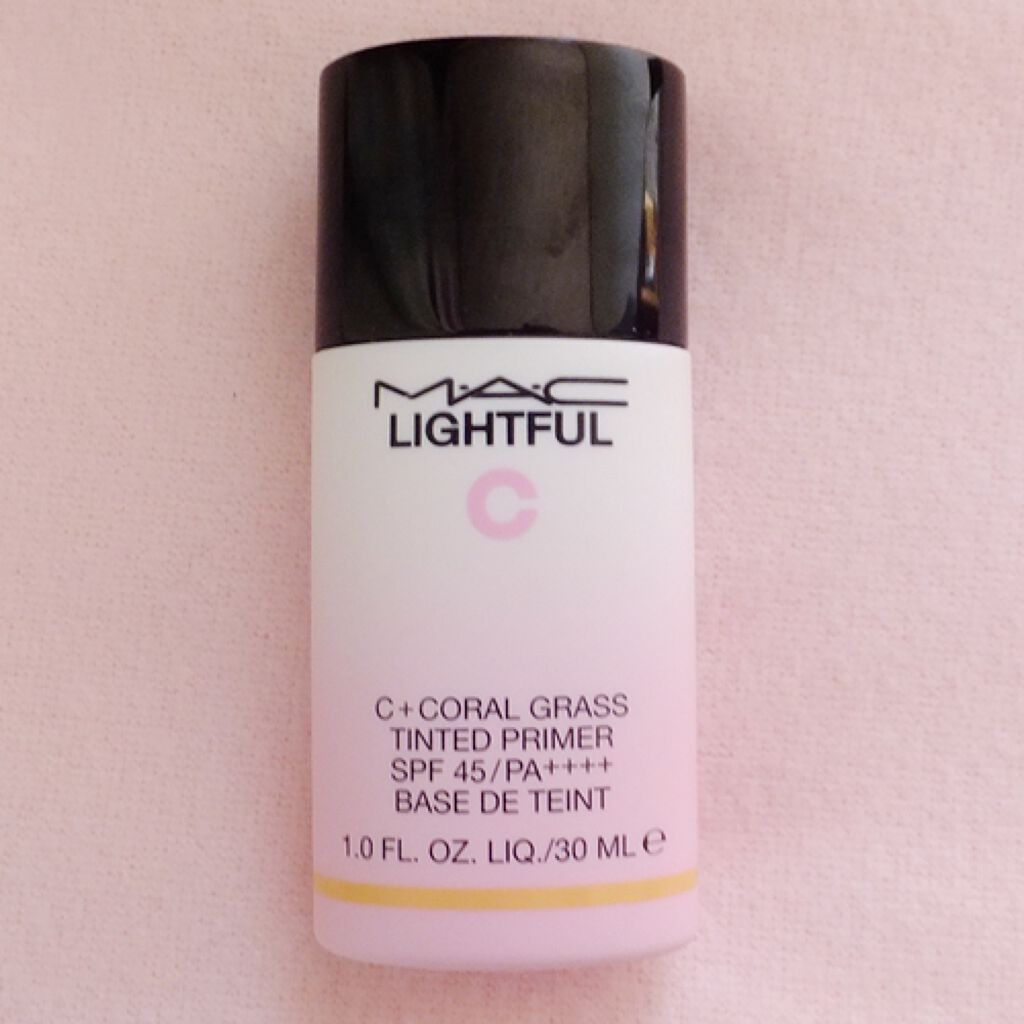 M·A·C
LIGHTFUL
C
C+CORAL GRASS
TINTED PRIMER
SPF 45/PA++++
BASE DE TEINT
1.0 FL. OZ. LIQ./30 ML ℮